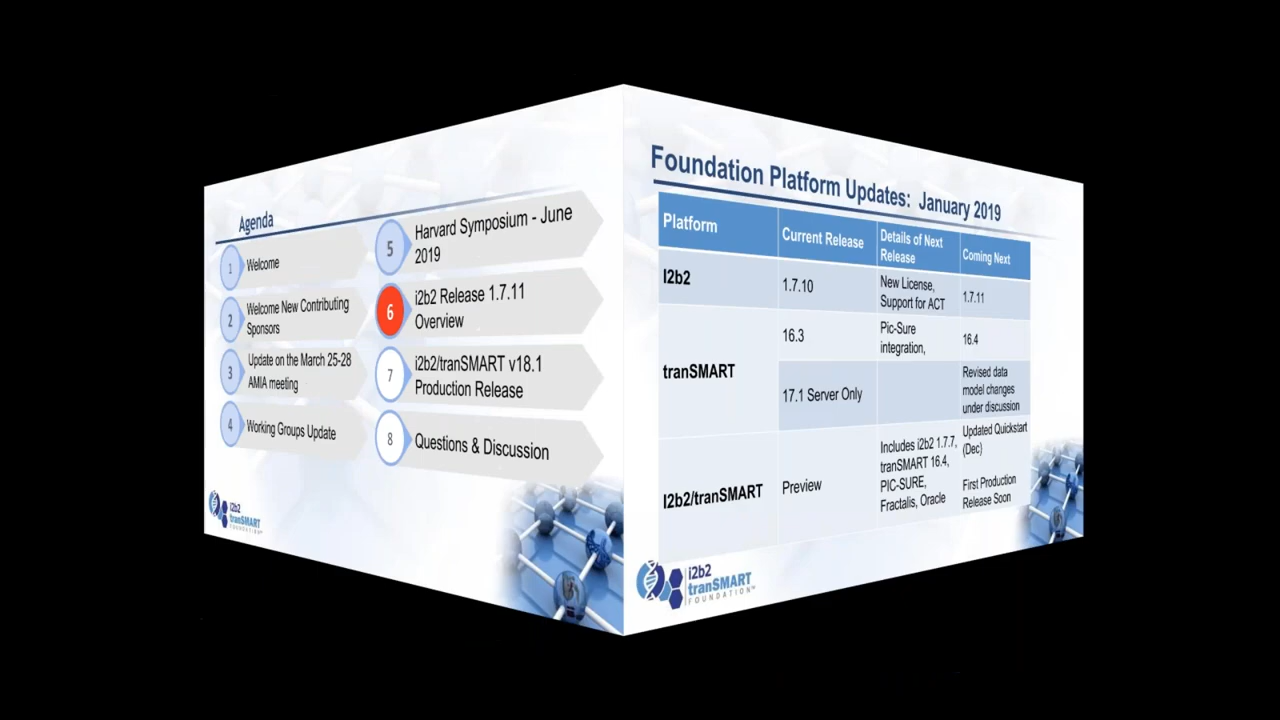 Agenda
1 Welcome
2 Welcome New Contributing
Sponsors
3 Update on the March 25-28
AMIA meeting
4 Working Groups Update
5 Harvard Symposium - June
2019
6 i2b2 Release 1.7.11
Overview
7 i2b2/tranSMART v18.1
Production Release
8 Questions & Discussion
i2b2
tranSMART
FOUNDATION
Foundation Platform Updates: January 2019
Platform
Current Release
Details of Next
Release
Coming Next
I2b2
1.7.10
New License,
Support for ACT
1.7.11
tranSMART
16.3
Pic-Sure
integration,
16.4
17.1 Server Only
Revised data
model changes
under discussion
I2b2/tranSMART
Preview
Includes i2b2 1.7.7,
tranSMART 16.4,
PIC-SURE,
Fractalis, Oracle
Updated Quickstart
(Dec)
First Production
Release Soon
i2b2
tranSMART
FOUNDATION